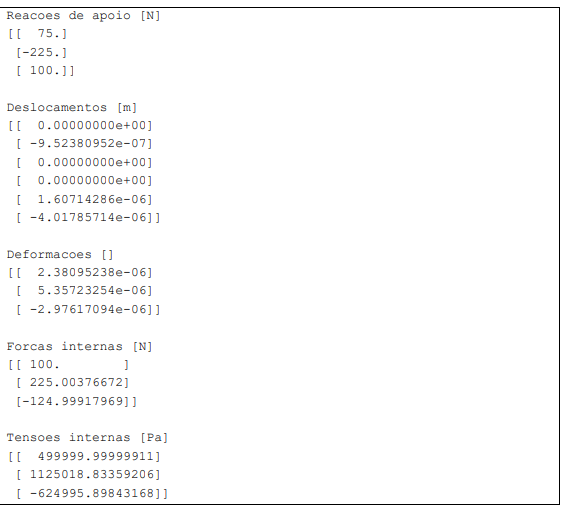 Reacoes de apoio [N]
[[  75.]
 [-225.]
 [ 100.]]
Deslocamentos [m]
[[  0.00000000e+00]
 [ -9.52380952e-07]
 [  0.00000000e+00]
 [  0.00000000e+00]
 [  1.60714286e-06]
 [ -4.01785714e-06]]
Deformacoes []
[[  2.38095238e-06]
 [  5.35723254e-06]
 [ -2.97617094e-06]]
Forcas internas [N]
[[ 100.        ]
 [ 225.00376672]
 [-124.99917969]]
Tensoes internas [Pa]
[[  499999.99999911]
 [ 1125018.83359206]
 [ -624995.89843168]]